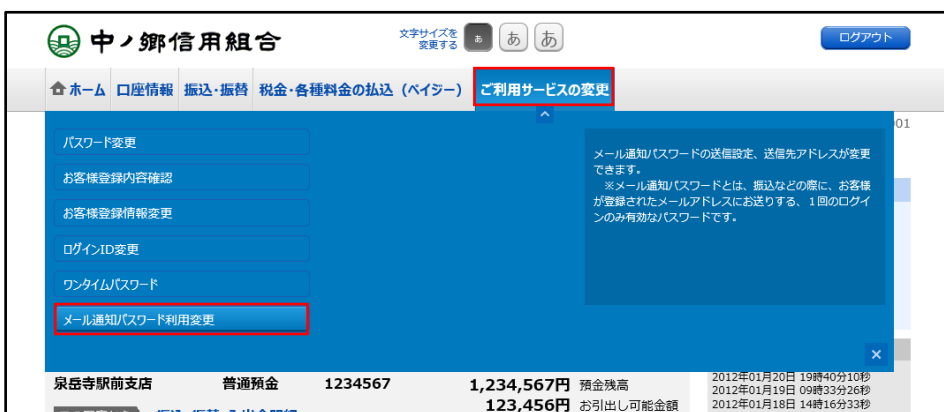 中ノ郷信用組合
文字サイズを
変更する
あ あ あ
ログアウト
ホーム 口座情報 振込・振替 税金・各種料金の払込（ペイジー） ご利用サービスの変更
01
パスワード変更
お客様登録内容確認
お客様登録情報変更
ログインID変更
ワンタイムパスワード
メール通知パスワード利用変更
メール通知パスワードの送信設定、送信先アドレスが変更
できます。
※メール通知パスワードとは、振込などの際に、お客様
が登録されたメールアドレスにお送りする、１回のログイ
ンのみ有効なパスワードです。
×
泉岳寺駅前支店 普通預金 1234567 1,234,567円 預金残高
123,456円 お引出し可能金額
2012年01月20日 19時40分10秒
2012年01月19日 09時33分26秒
2012年01月18日 14時16分33秒